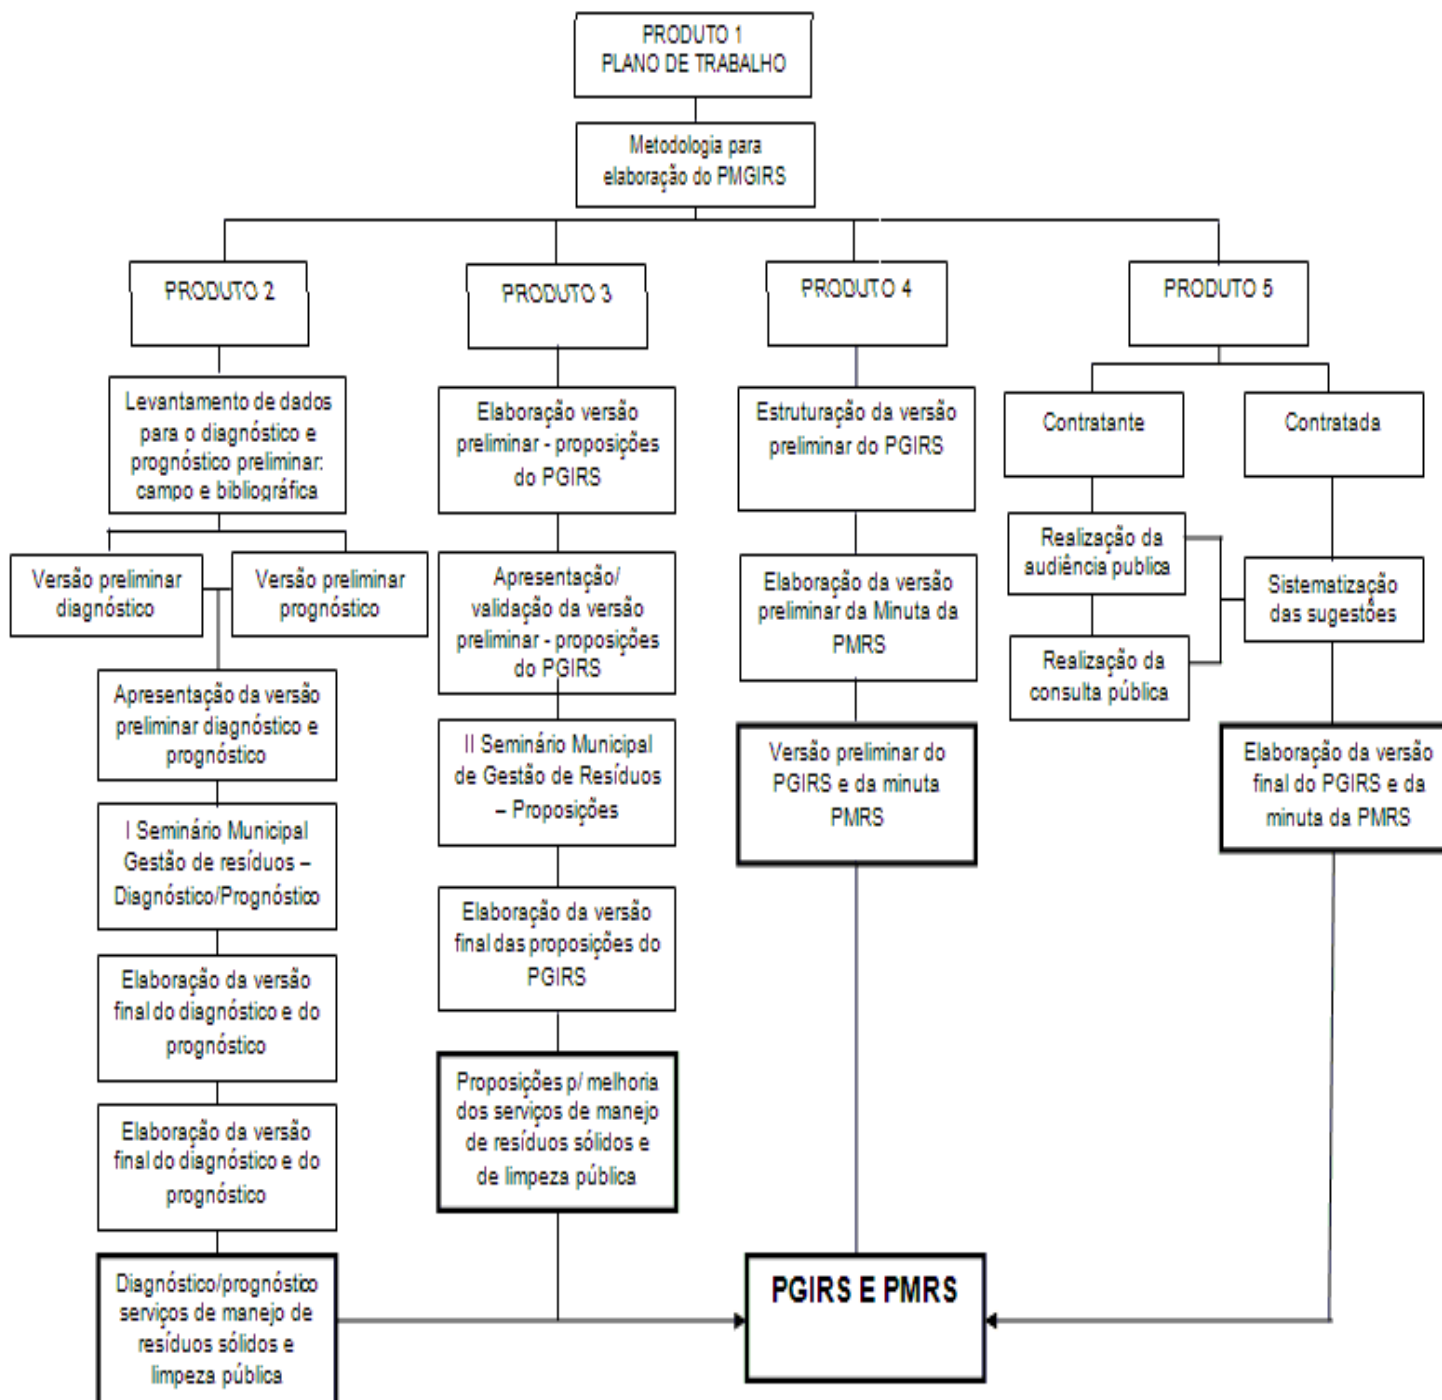 PRODUTO 1
PLANO DE TRABALHO
Metodologia para
elaboração do PMGIRS
PRODUTO 2
Levantamento de dados
para o diagnóstico e
prognóstico preliminar:
campo e bibliográfica
Versão preliminar
diagnóstico
Versão preliminar
prognóstico
Apresentação da versão
preliminar diagnóstico e
prognóstico
I Seminário Municipal
Gestão de resíduos –
Diagnóstico/Prognóstico
Elaboração da versão
final do diagnóstico e do
prognóstico
Elaboração da versão
final do diagnóstico e do
prognóstico
Diagnóstico/prognóstico
serviços de manejo de
resíduos sólidos e
limpeza pública
PRODUTO 3
Elaboração versão
preliminar - proposições
do PGIRS
Apresentação/
validação da versão
preliminar - proposições
do PGIRS
II Seminário Municipal
de Gestão de Resíduos
– Proposições
Elaboração da versão
final das proposições do
PGIRS
Proposições p/ melhoria
dos serviços de manejo
de resíduos sólidos e
de limpeza pública
PRODUTO 4
Estruturação da versão
preliminar do PGIRS
Elaboração da versão
preliminar da Minuta da
PMRS
Versão preliminar do
PGIRS e da minuta
PMRS
PRODUTO 5
Contratante
Realização da
audiência publica
Realização da
consulta pública
Contratada
Sistematização
das sugestões
Elaboração da versão
final do PGIRS e da
minuta da PMRS
PGIRS E PMRS